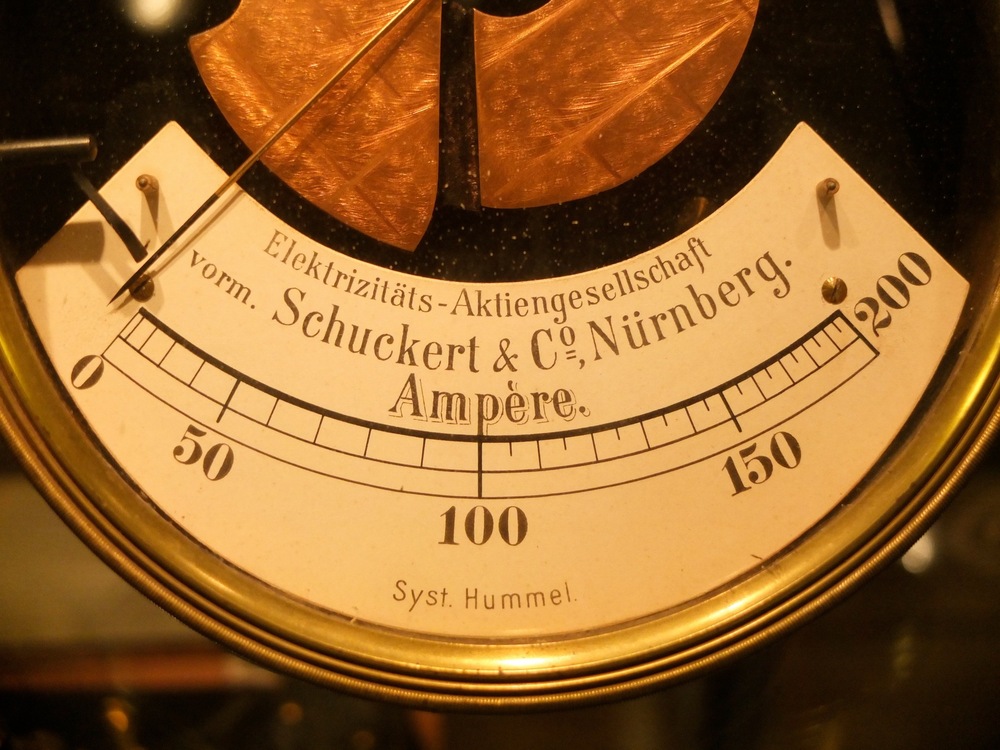 Elektrizitäts-Aktiengesellschaft
vorm. Schuckert & Co., Nürnberg.
Ampère.
0 50 100 150 200
Syst. Hummel.